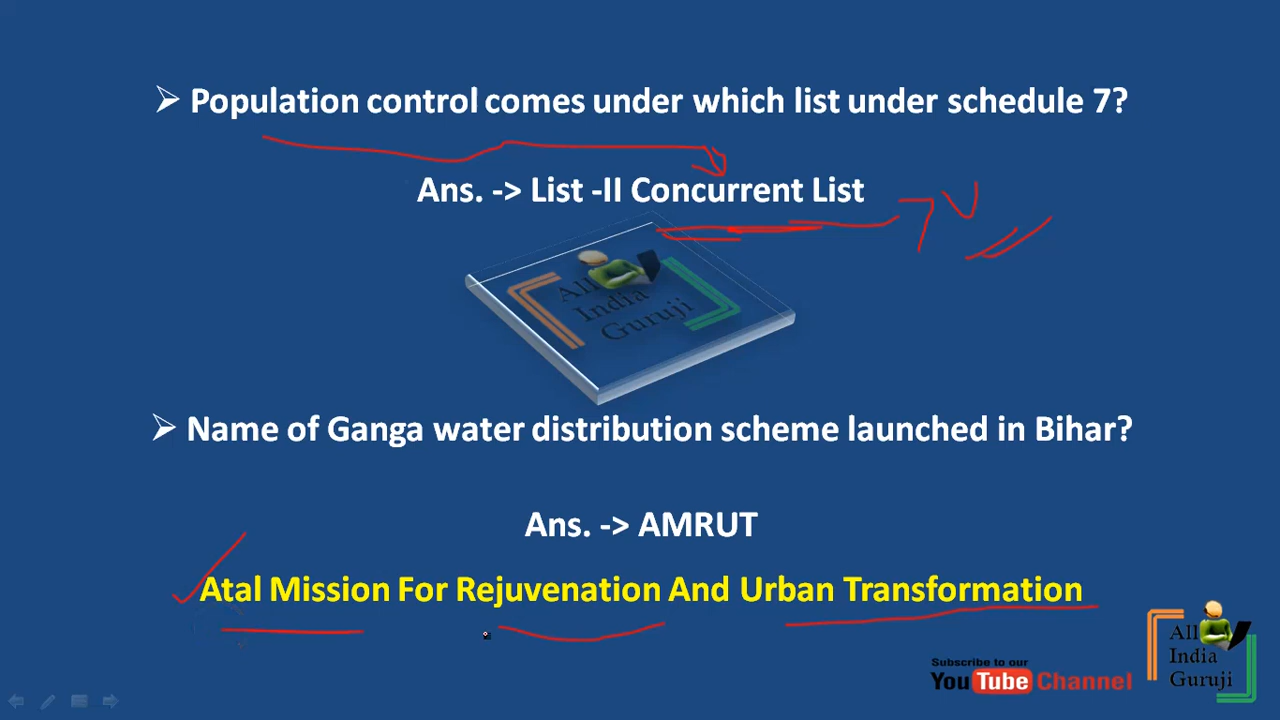 ➢ Population control comes under which list under schedule 7?
Ans. -> List -II Concurrent List
7
All
India
Guruji
➢ Name of Ganga water distribution scheme launched in Bihar?
Ans. -> AMRUT
Atal Mission For Rejuvenation And Urban Transformation
Subscribe to our
YouTube Channel
All
India
Guruji